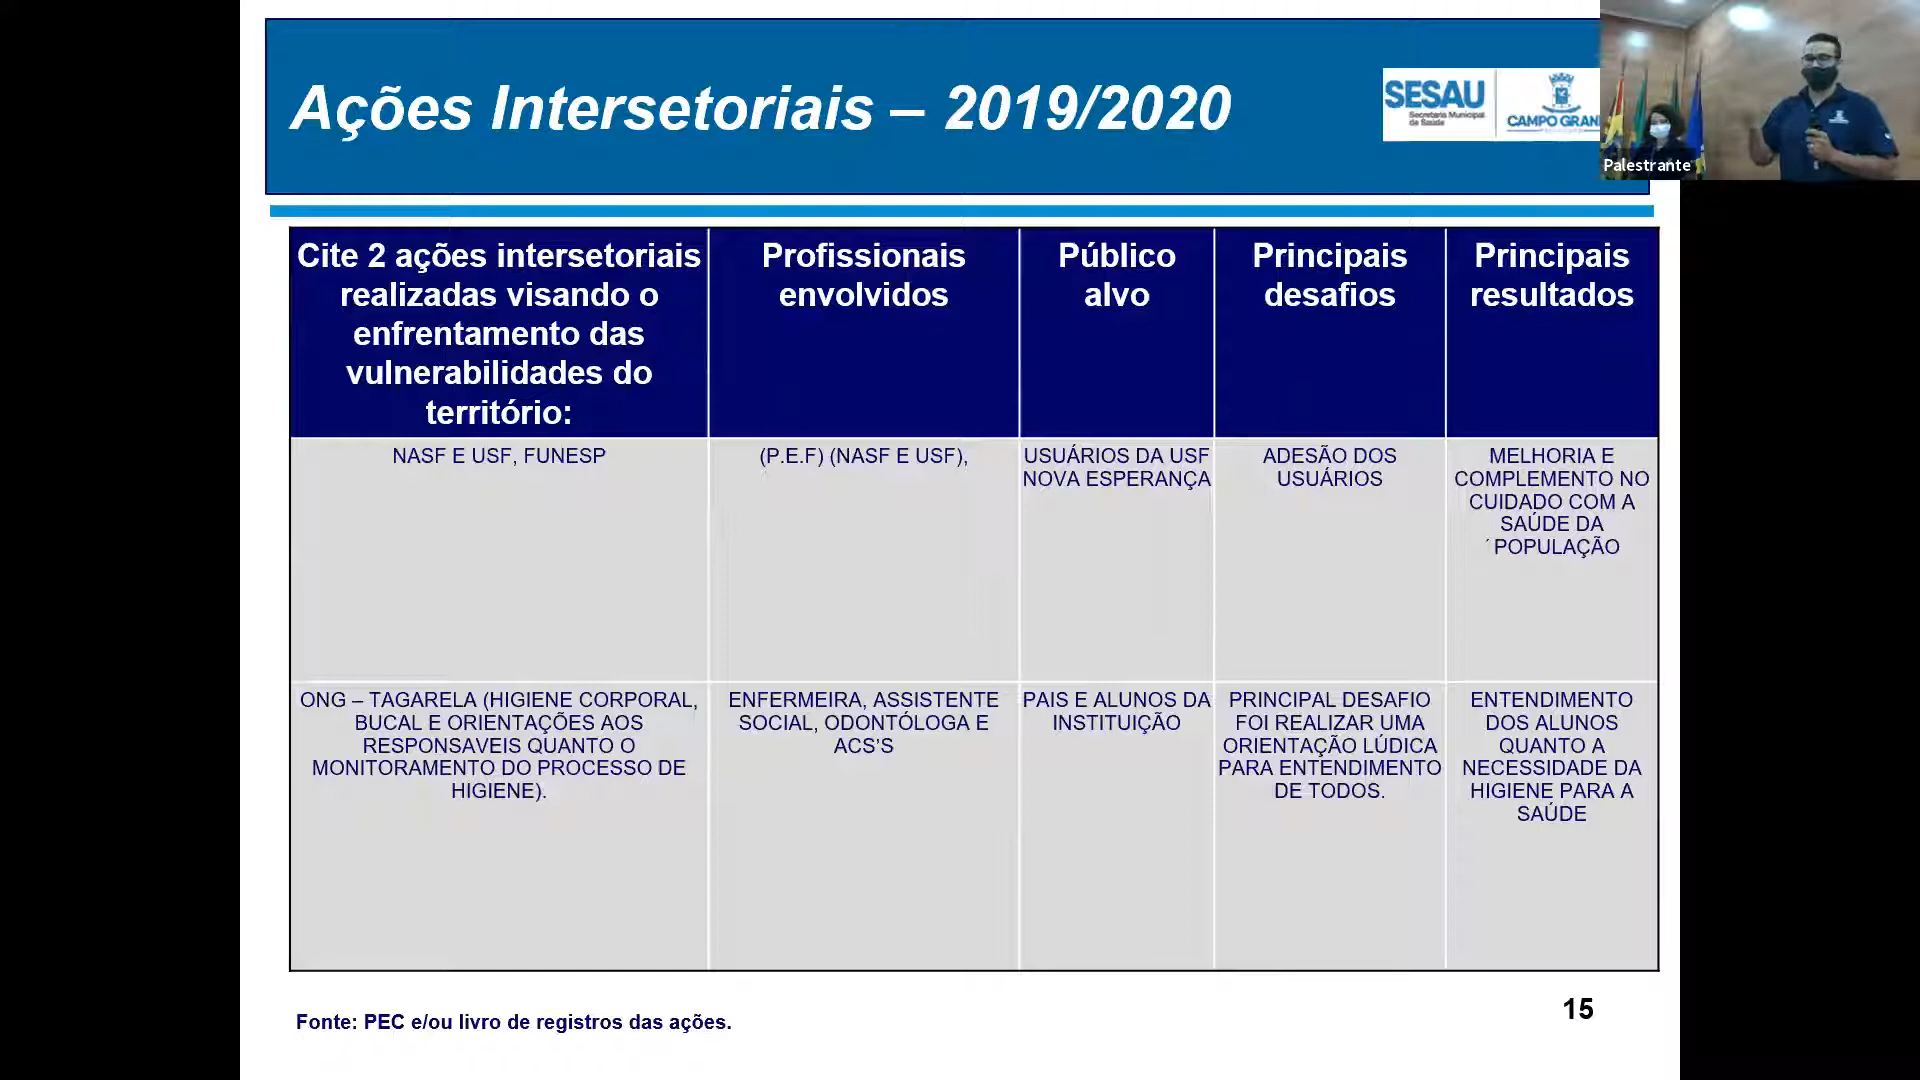 Ações Intersetoriais – 2019/2020
SESAU
Secretaria Municipal
de Saúde
CAMPO GRAN
Palestrante
Cite 2 ações intersetoriais
realizadas visando o
enfrentamento das
vulnerabilidades do
território:
Profissionais
envolvidos
Público
alvo
Principais
desafios
Principais
resultados
NASF E USF, FUNESP
(P.E.F) (NASF E USF),
USUÁRIOS DA USF
NOVA ESPERANÇA
ADESÃO DOS
USUÁRIOS
MELHORIA E
COMPLEMENTO NO
CUIDADO COM A
SAÚDE DA
´POPULAÇÃO
ONG – TAGARELA (HIGIENE CORPORAL,
BUCAL E ORIENTAÇÕES AOS
RESPONSAVEIS QUANTO O
MONITORAMENTO DO PROCESSO DE
HIGIENE).
ENFERMEIRA, ASSISTENTE
SOCIAL, ODONTÓLOGA E
ACS’S
PAIS E ALUNOS DA
INSTITUIÇÃO
PRINCIPAL DESAFIO
FOI REALIZAR UMA
ORIENTAÇÃO LÚDICA
PARA ENTENDIMENTO
DE TODOS.
ENTENDIMENTO
DOS ALUNOS
QUANTO A
NECESSIDADE DA
HIGIENE PARA A
SAÚDE
Fonte: PEC e/ou livro de registros das ações.
15